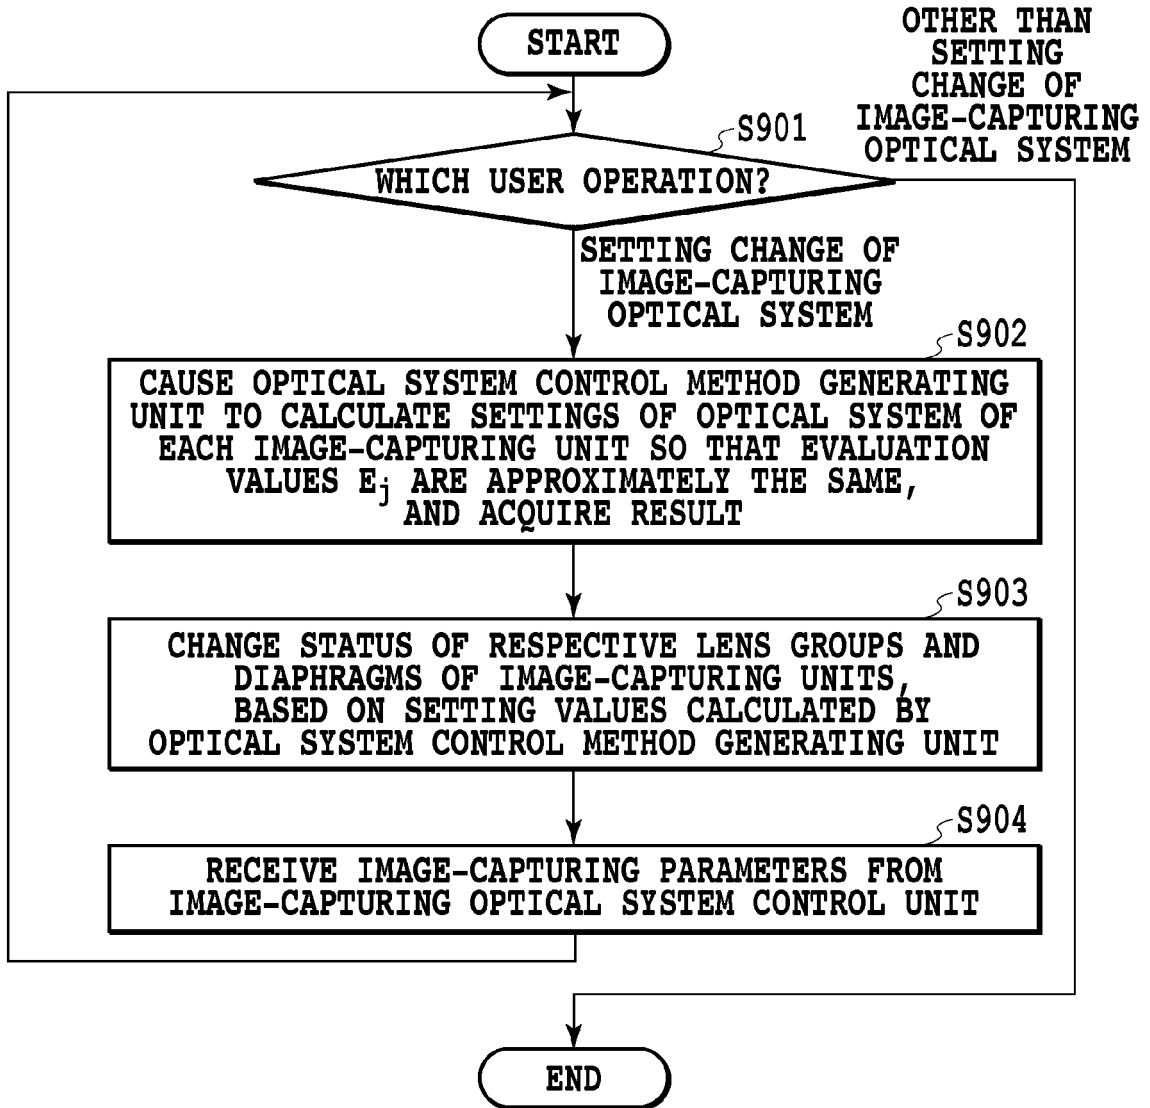 START
OTHER THAN
SETTING
CHANGE OF
IMAGE-CAPTURING
OPTICAL SYSTEM
S901
WHICH USER OPERATION?
SETTING CHANGE OF
IMAGE-CAPTURING
OPTICAL SYSTEM
S902
CAUSE OPTICAL SYSTEM CONTROL METHOD GENERATING
UNIT TO CALCULATE SETTINGS OF OPTICAL SYSTEM OF
EACH IMAGE-CAPTURING UNIT SO THAT EVALUATION
VALUES Ej ARE APPROXIMATELY THE SAME,
AND ACQUIRE RESULT
S903
CHANGE STATUS OF RESPECTIVE LENS GROUPS AND
DIAPHRAGMS OF IMAGE-CAPTURING UNITS,
BASED ON SETTING VALUES CALCULATED BY
OPTICAL SYSTEM CONTROL METHOD GENERATING UNIT
S904
RECEIVE IMAGE-CAPTURING PARAMETERS FROM
IMAGE-CAPTURING OPTICAL SYSTEM CONTROL UNIT
END